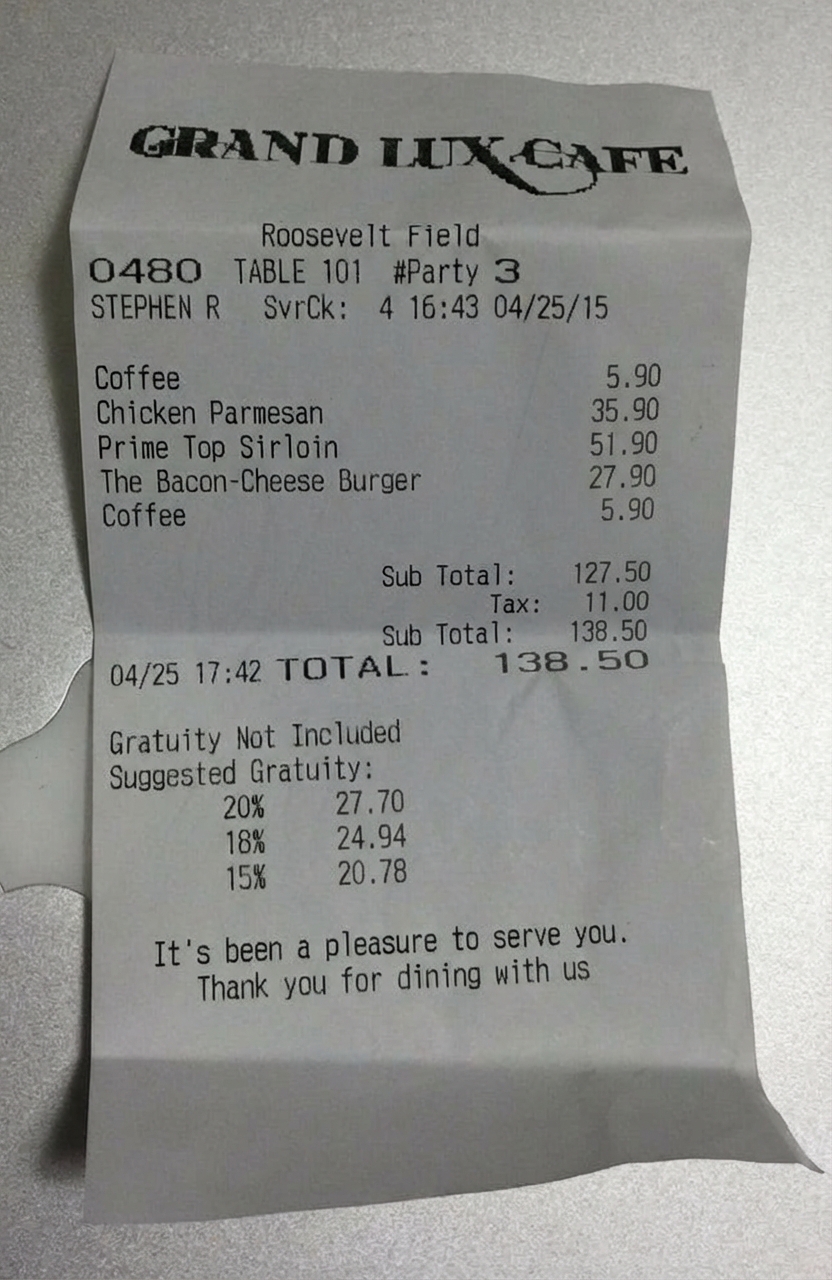 GRAND LUX CAFE
Roosevelt Field
0480 TABLE 101 #Party 3
STEPHEN R SvrCk: 4 16:43 04/25/15
Coffee 5.90
Chicken Parmesan 35.90
Prime Top Sirloin 51.90
The Bacon-Cheese Burger 27.90
Coffee 5.90
Sub Total: 127.50
Tax: 11.00
Sub Total: 138.50
04/25 17:42 TOTAL: 138.50
Gratuity Not Included
Suggested Gratuity:
20% 27.70
18% 24.94
15% 20.78
It's been a pleasure to serve you.
Thank you for dining with us